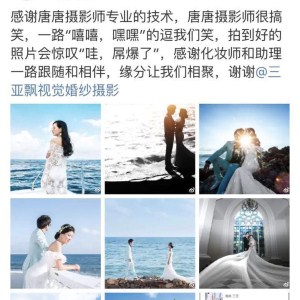 感谢唐唐摄影师专业的技术，唐唐摄影师很搞
笑，一路“嘻嘻，嘿嘿”的逗我们笑，拍到好的
照片会惊叹“哇，屌爆了”，感谢化妆师和助理
一路跟随和相伴，缘分让我们相聚，谢谢@三
亚飘视觉婚纱摄影